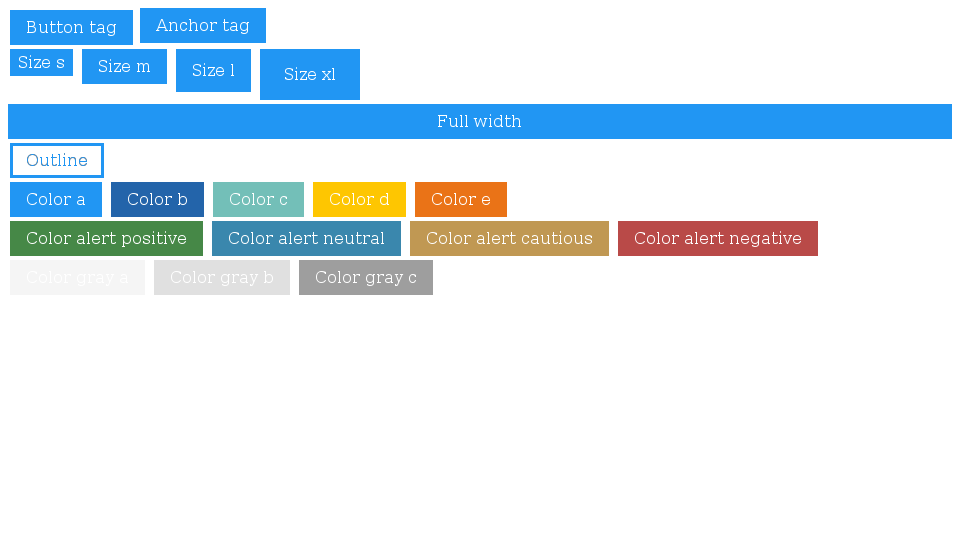 Button tag Anchor tag
Size s Size m Size l Size xl
Full width
Outline
Color a Color b Color c Color d Color e
Color alert positive Color alert neutral Color alert cautious Color alert negative
Color gray a Color gray b Color gray c